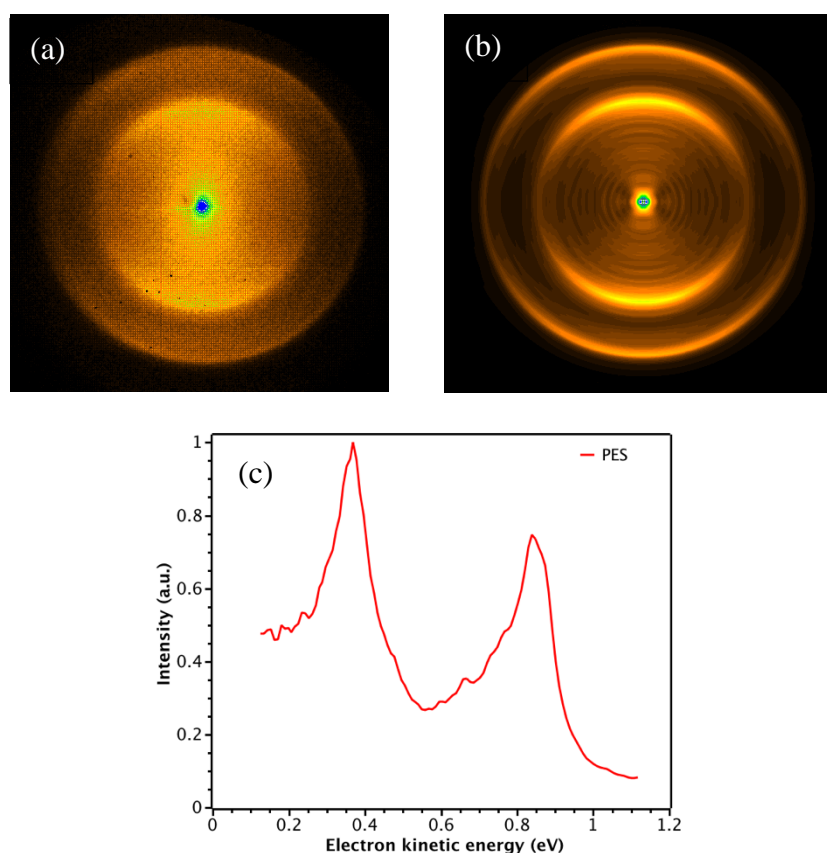 (a)
(b)
(c)
PES
1
0.8
0.6
0.4
0.2
0
Intensity (a.u.)
0 0.2 0.4 0.6 0.8 1 1.2
Electron kinetic energy (eV)